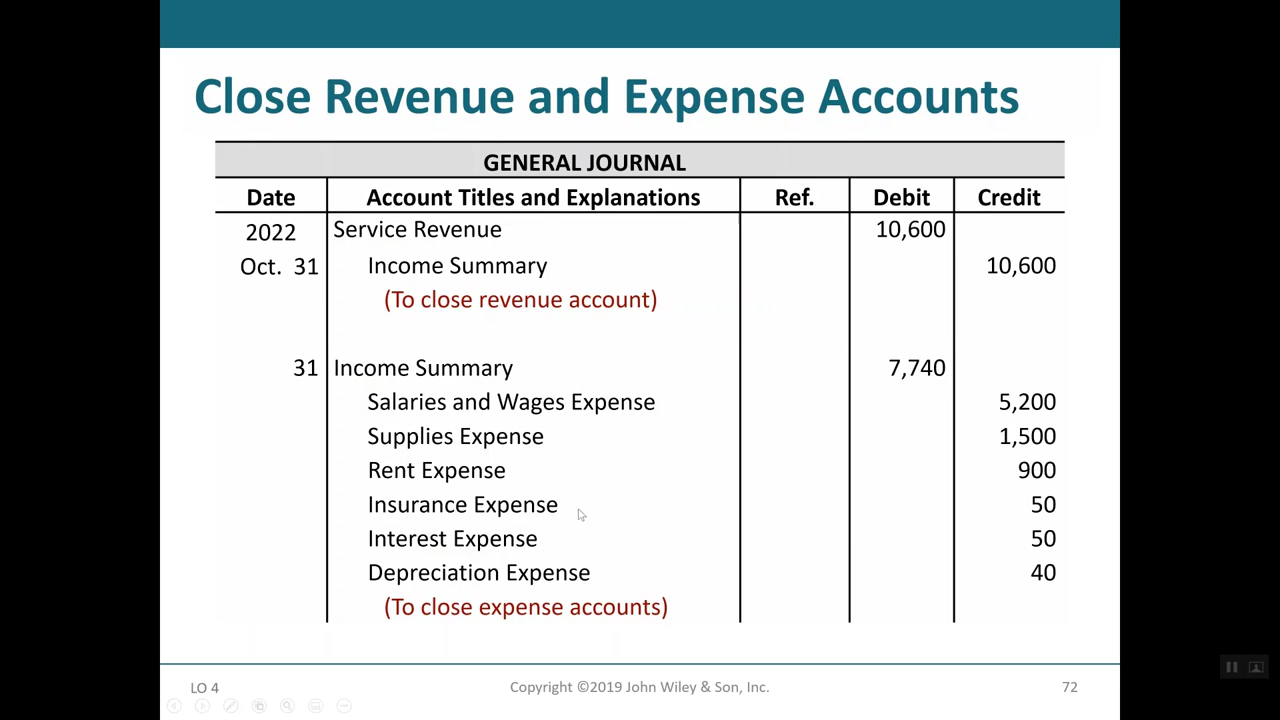 Close Revenue and Expense Accounts
GENERAL JOURNAL
Date Account Titles and Explanations Ref. Debit Credit
2022 Service Revenue 10,600
Oct. 31 Income Summary 10,600
(To close revenue account)
31 Income Summary 7,740
Salaries and Wages Expense 5,200
Supplies Expense 1,500
Rent Expense 900
Insurance Expense 50
Interest Expense 50
Depreciation Expense 40
(To close expense accounts)
LO 4 Copyright ©2019 John Wiley & Son, Inc. 72